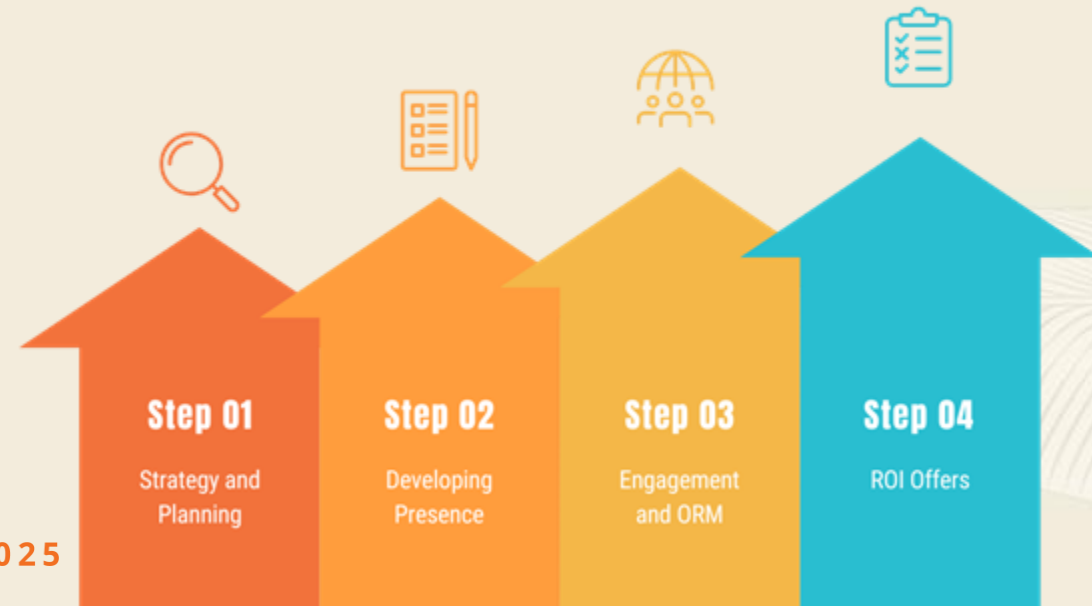 Step 01
Strategy and
Planning
Step 02
Developing
Presence
Step 03
Engagement
and ORM
Step 04
ROI Offers
025